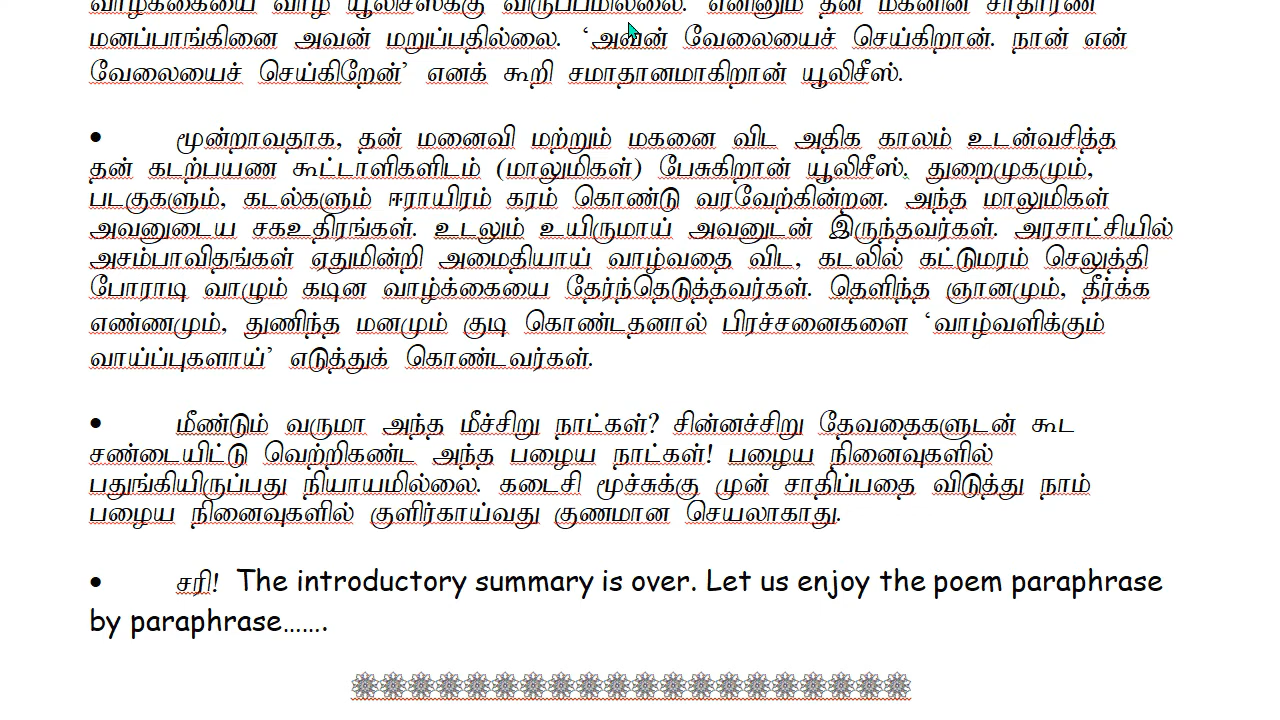 வாழ்க்கையை வாழ யூலிசீஸ்க்கு விருப்பமில்லை. எனினும் தன் மகனின் சாதாரண
மனப்பாங்கினை அவன் மறுப்பதில்லை. ‘அவன் வேலையைச் செய்கிறான். நான் என்
வேலையைச் செய்கிறேன்’ எனக் கூறி சமாதானமாகிறான் யூலிசீஸ்.
• மூன்றாவதாக, தன் மனைவி மற்றும் மகனை விட அதிக காலம் உடன்வசித்த
தன் கடற்பயண கூட்டாளிகளிடம் (மாலுமிகள்) பேசுகிறான் யூலிசீஸ். துறைமுகமும்,
படகுகளும், கடல்களும் ஈராயிரம் கரம் கொண்டு வரவேற்கின்றன. அந்த மாலுமிகள்
அவனுடைய சகஉதிரங்கள். உடலும் உயிருமாய் அவனுடன் இருந்தவர்கள். அரசாட்சியில்
அசம்பாவிதங்கள் ஏதுமின்றி அமைதியாய் வாழ்வதை விட, கடலில் கட்டுமரம் செலுத்தி
போராடி வாழும் கடின வாழ்க்கையை தேர்ந்தெடுத்தவர்கள். தெளிந்த ஞானமும், தீர்க்க
எண்ணமும், துணிந்த மனமும் குடி கொண்டதனால் பிரச்சனைகளை ‘வாழ்வளிக்கும்
வாய்ப்புகளாய்’ எடுத்துக் கொண்டவர்கள்.
• மீண்டும் வருமா அந்த மீச்சிறு நாட்கள்? சின்னச்சிறு தேவதைகளுடன் கூட
சண்டையிட்டு வெற்றிகண்ட அந்த பழைய நாட்கள்! பழைய நினைவுகளில்
பதுங்கியிருப்பது நியாயமில்லை. கடைசி மூச்சுக்கு முன் சாதிப்பதை விடுத்து நாம்
பழைய நினைவுகளில் குளிர்காய்வது குணமான செயலாகாது.
• சரி! The introductory summary is over. Let us enjoy the poem paraphrase
by paraphrase…….